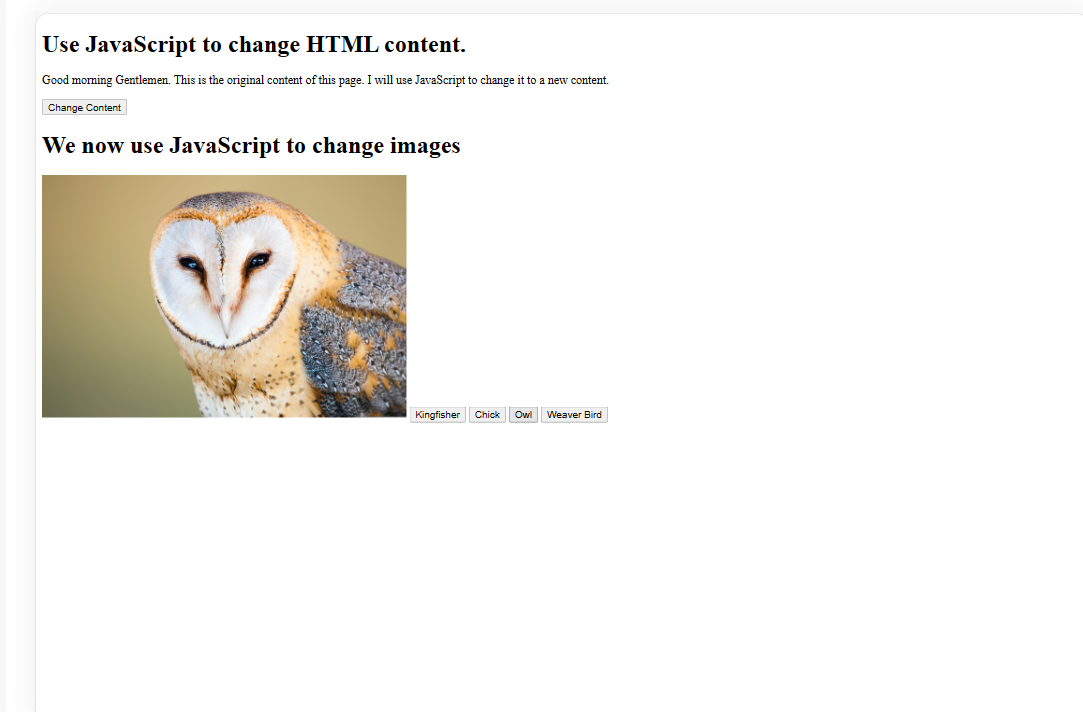 Use JavaScript to change HTML content.
Good morning Gentlemen. This is the original content of this page. I will use JavaScript to change it to a new content.
Change Content
We now use JavaScript to change images
Kingfisher Chick Owl Weaver Bird